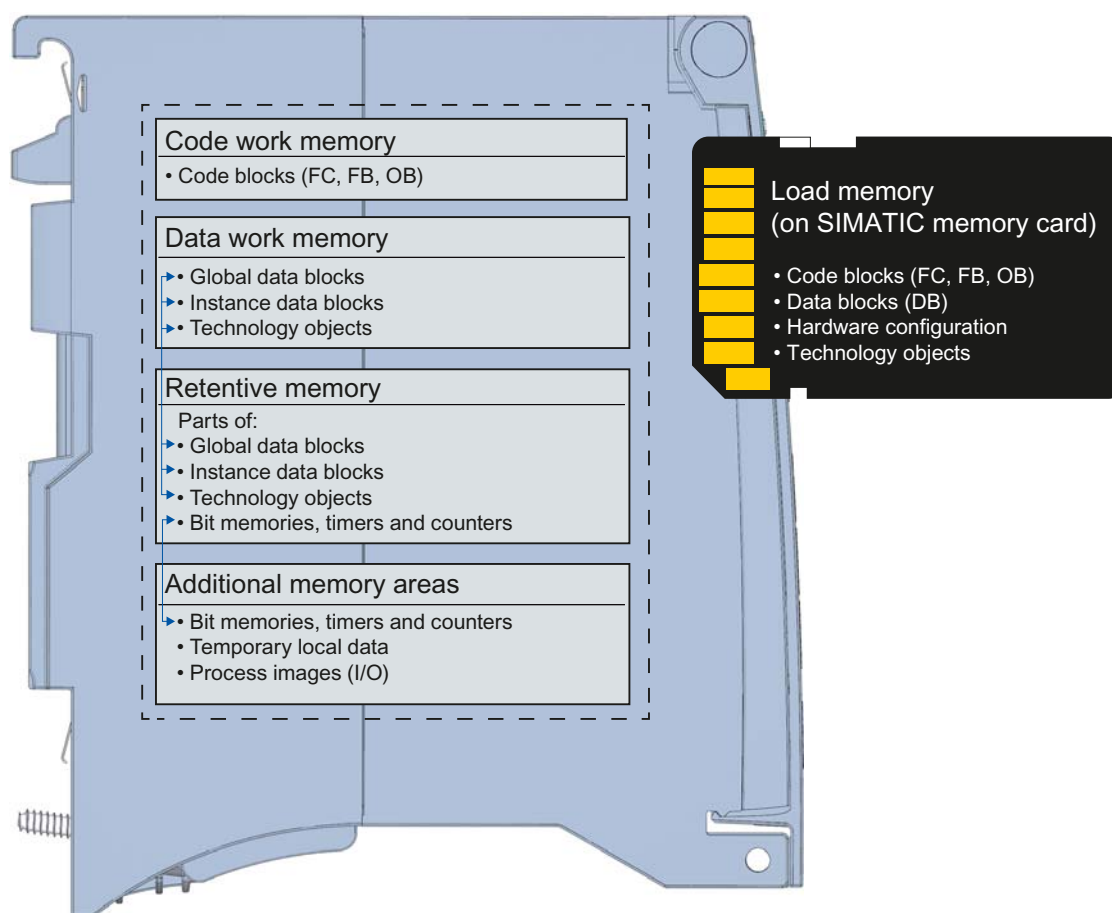 Code work memory
• Code blocks (FC, FB, OB)
Data work memory
• Global data blocks
• Instance data blocks
• Technology objects
Retentive memory
Parts of:
• Global data blocks
• Instance data blocks
• Technology objects
• Bit memories, timers and counters
Additional memory areas
• Bit memories, timers and counters
• Temporary local data
• Process images (I/O)
Load memory
(on SIMATIC memory card)
• Code blocks (FC, FB, OB)
• Data blocks (DB)
• Hardware configuration
• Technology objects